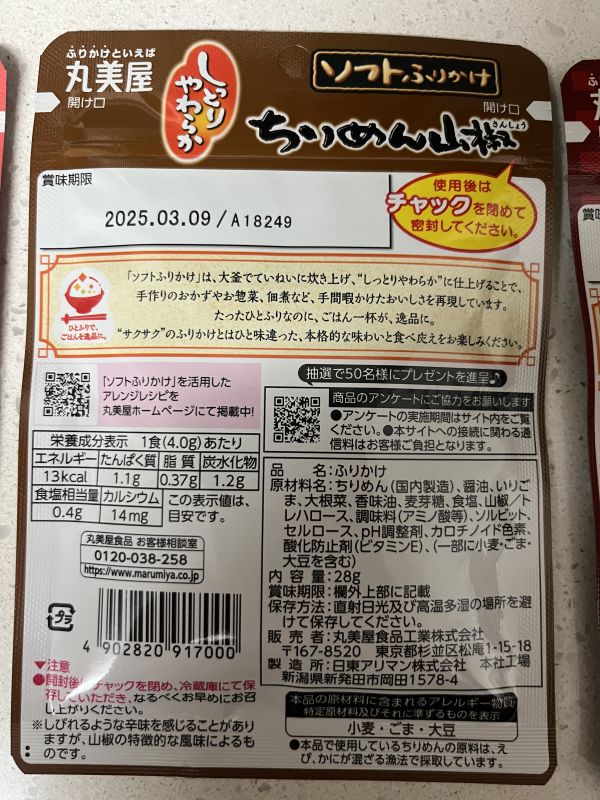 ふりかけといえば
丸美屋
開け口
しっとり
やわらか
ソフトふりかけ
開け口
ちりめん山椒
さんしょう
賞味期限
2025.03.09/A18249
使用後は
チャックを閉めて
密封してください。
「ソフトふりかけ」は、大釜でていねいに炊き上げ、“しっとりやわらか”に仕上げることで、
手作りのおかずやお惣菜、佃煮など、手間暇かけたおいしさを再現しています。
たったひとふりなのに、ごはん一杯が、逸品に。
“サクサク”のふりかけとはひと味違った、本格的な味わいと食べ応えをお楽しみください。
ひとふりで、
ごはんを逸品に。
「ソフトふりかけ」を活用した
アレンジレシピを
丸美屋ホームページにて掲載中!
抽選で50名様にプレゼントを進呈♪
商品のアンケートにご協力をお願いします
●アンケートの実施期間はサイト内をご覧
ください。●本サイトへの接続に関わる通
信料はお客様ご負担となります。
栄養成分表示 1食(4.0g)あたり
エネルギー たんぱく質 脂質 炭水化物
13kcal 1.1g 0.37g 1.2g
食塩相当量 カルシウム この表示値は、
0.4g 14mg 目安です。
丸美屋食品 お客様相談室
0120-038-258
https://www.marumiya.co.jp
プラ
4 902820 917000
品名:ふりかけ
原材料名:ちりめん(国内製造)、醤油、いりご
ま、大根菜、香味油、麦芽糖、食塩、山椒/ト
レハロース、調味料(アミノ酸等)、ソルビット、
セルロース、pH調整剤、カロチノイド色素、
酸化防止剤(ビタミンE)、(一部に小麦・ごま・
大豆を含む)
内容量:28g
賞味期限:欄外上部に記載
保存方法:直射日光及び高温多湿の場所を避
けて保存してください。
販売者:丸美屋食品工業株式会社
〒167-8520 東京都杉並区松庵1-15-18
製造所:日東アリマン株式会社 本社工場
新潟県新発田市岡田1578-4
▼注意
●開封後はチャックを閉め、冷蔵庫にて保
存していただき、なるべくお早めにお召
し上がりください。
※しびれるような辛味を感じることがあり
ますが、山椒の特徴的な風味によるも
のです。
本品の原材料に含まれるアレルギー物質
特定原材料及びそれに準ずるものを表示
小麦・ごま・大豆
●本品で使用しているちりめんの原料は、え
び、かにが混ざる漁法で採取しています。